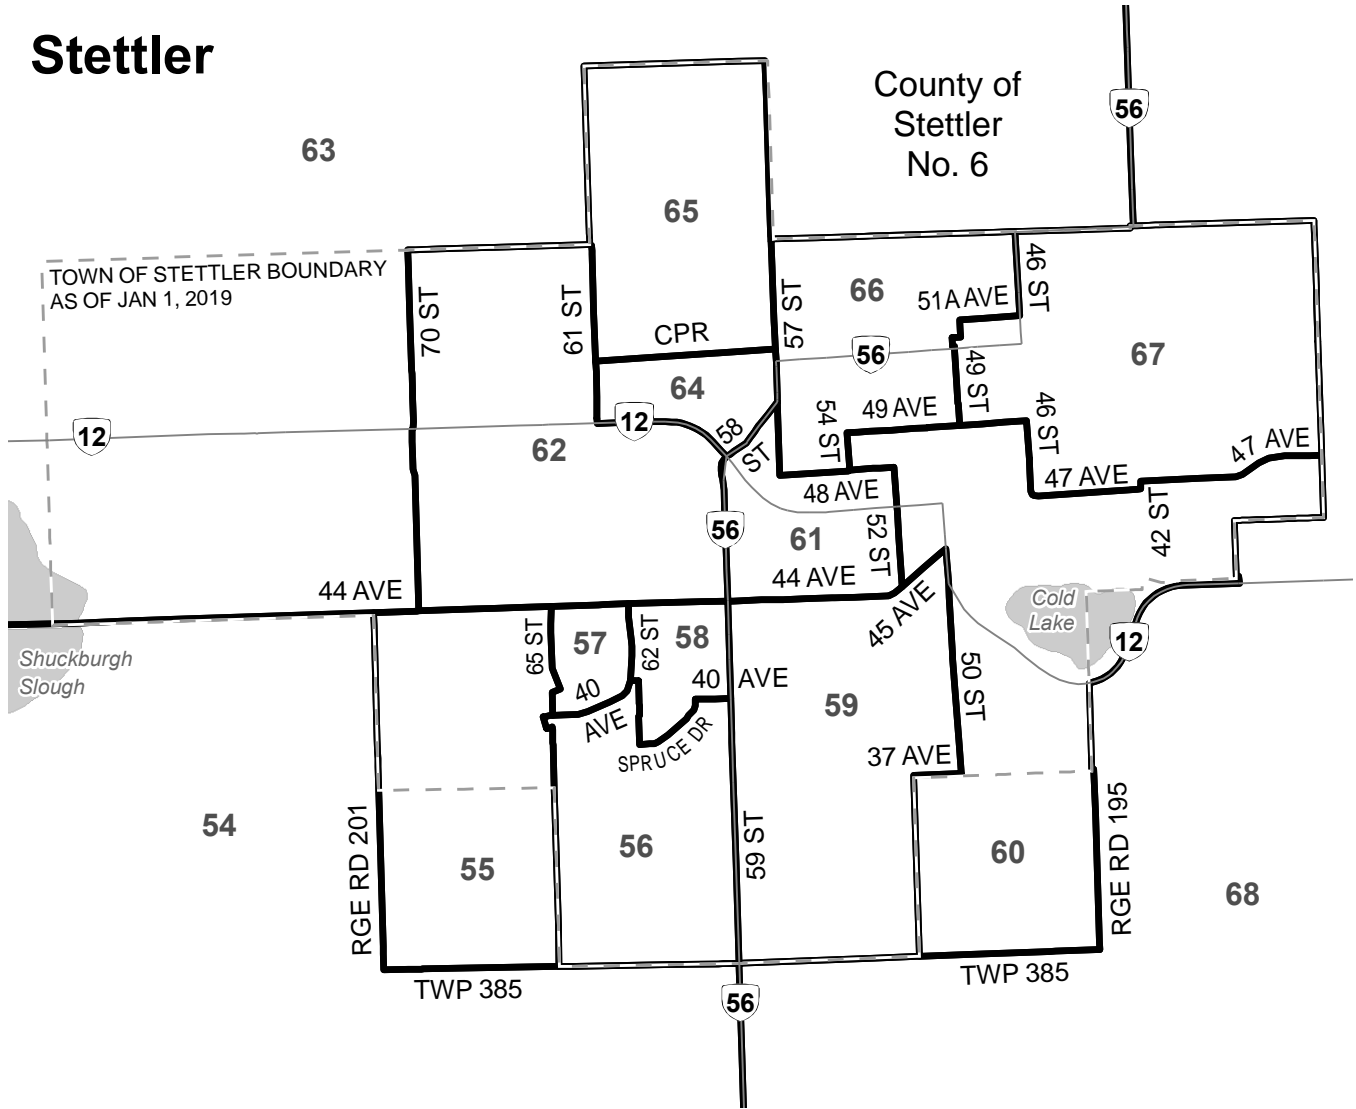 Stettler
County of
Stettler
No. 6
56
63
65
TOWN OF STETTLER BOUNDARY
AS OF JAN 1, 2019
70 ST
61 ST
57 ST
46 ST
66
51A AVE
CPR
56
67
49 ST
64
12
12
58
ST
54 ST
49 AVE
46 ST
47 AVE
62
48 AVE
47 AVE
42 ST
56
61
52 ST
44 AVE
44 AVE
45 AVE
Cold
Lake
12
Shuckburgh
Slough
65 ST
57
62 ST
58
40
AVE
40
AVE
SPRUCE DR
59
50 ST
37 AVE
54
RGE RD 201
55
56
59 ST
60
RGE RD 195
68
TWP 385
TWP 385
56